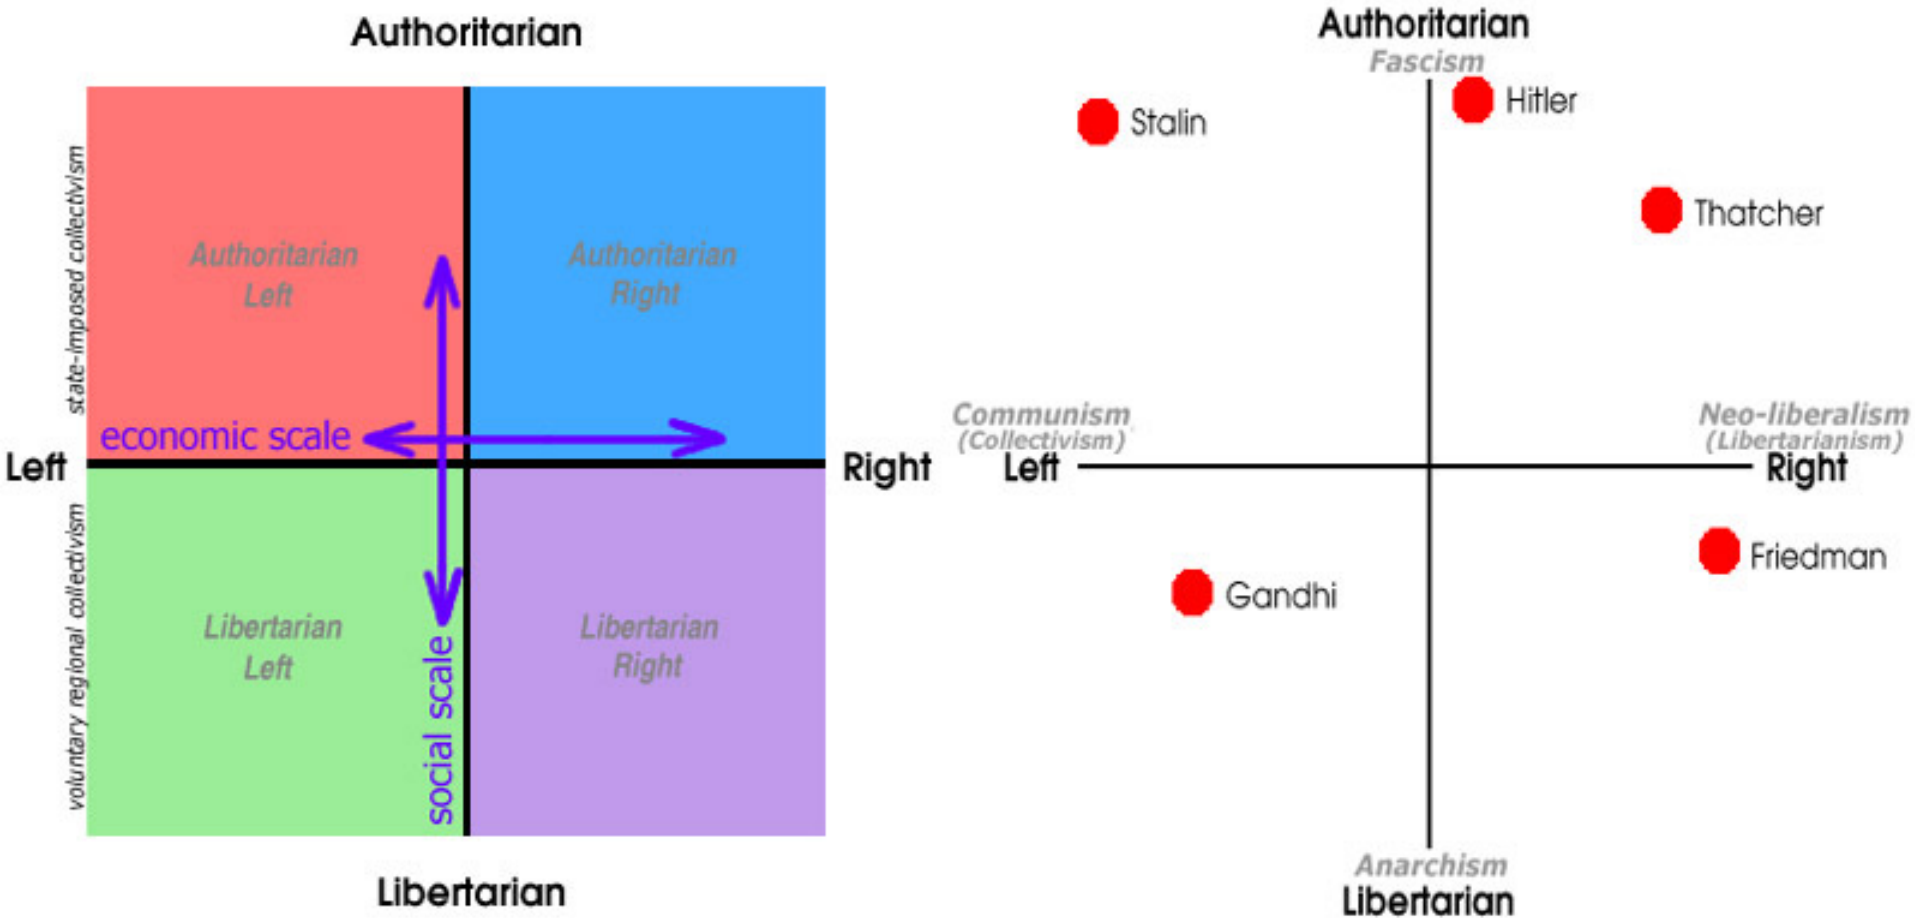 Authoritarian
state-imposed collectivism
Authoritarian
Left
Authoritarian
Right
economic scale
Left
Right
voluntary regional collectivism
Libertarian
Left
Libertarian
Right
social scale
Libertarian
Authoritarian
Fascism
Stalin
Hitler
Thatcher
Communism
(Collectivism)
Left
Neo-liberalism
(Libertarianism)
Right
Gandhi
Friedman
Anarchism
Libertarian